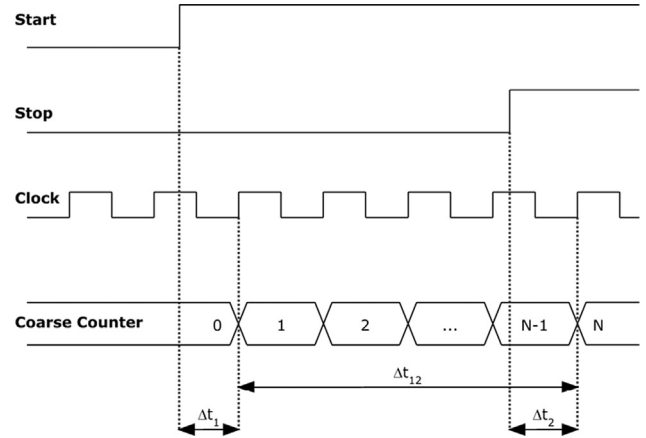 Start
Stop
Clock
Coarse Counter 0 1 2 ... N-1 N
Δt12
Δt1 Δt2